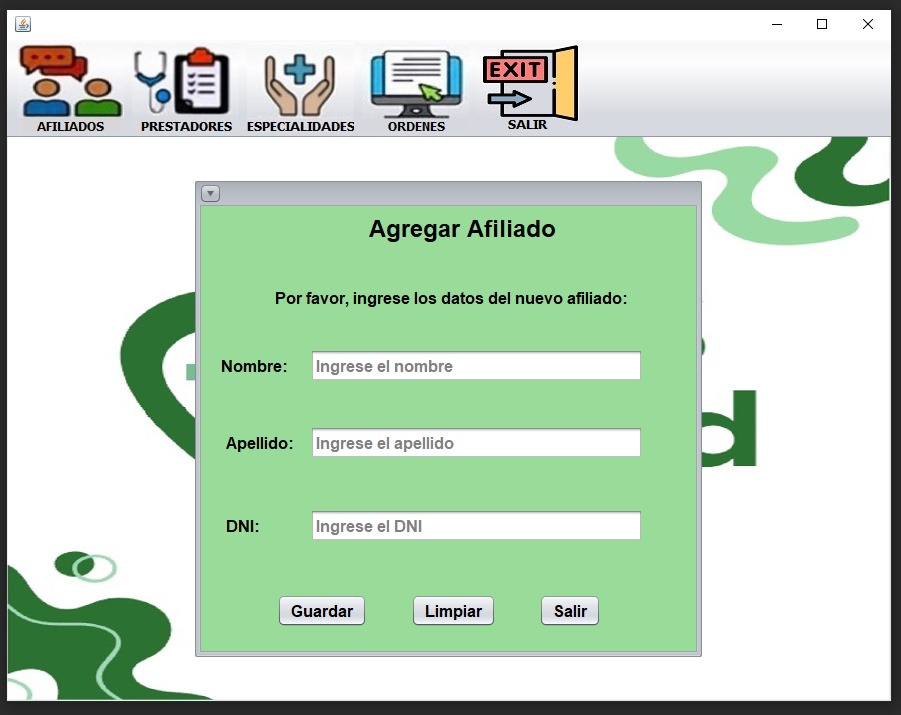 EXIT
AFILIADOS
PRESTADORES
ESPECIALIDADES
ORDENES
SALIR
Agregar Afiliado
Por favor, ingrese los datos del nuevo afiliado:
Nombre: Ingrese el nombre
Apellido: Ingrese el apellido
DNI: Ingrese el DNI
Guardar Limpiar Salir
d